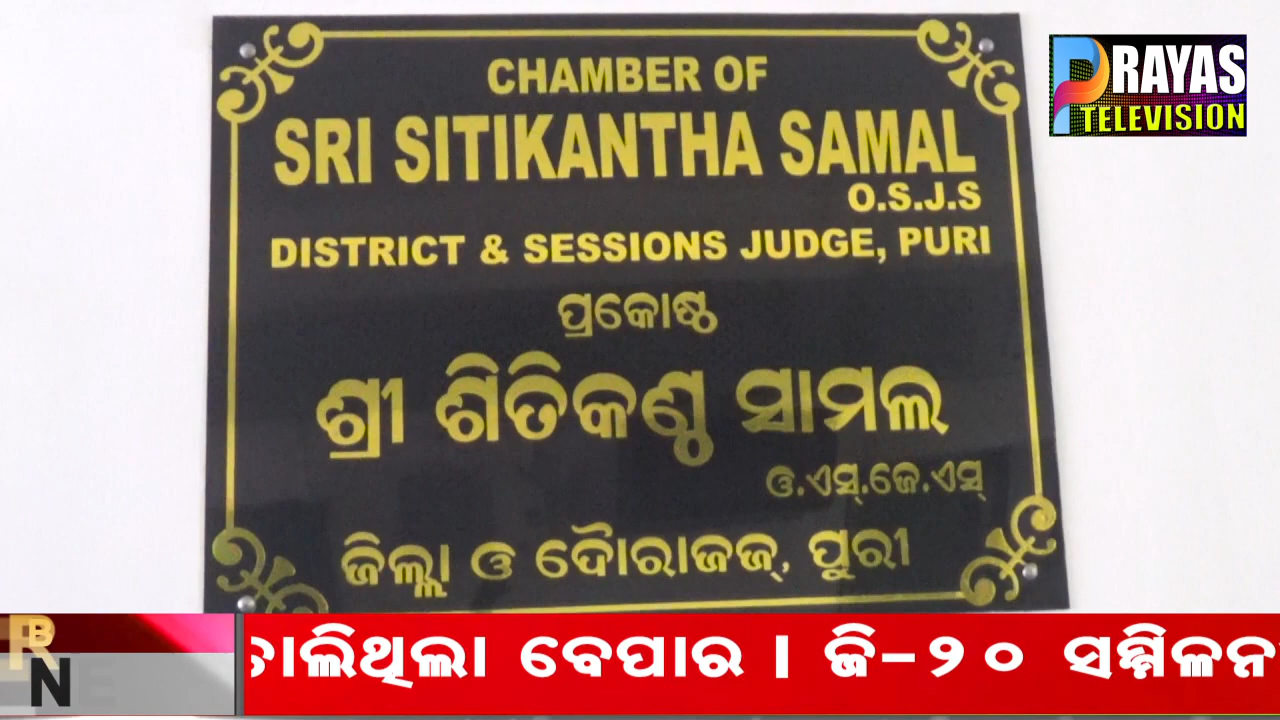 CHAMBER OF
SRI SITIKANTHA SAMAL
O.S.J.S
DISTRICT & SESSIONS JUDGE, PURI
ପ୍ରକୋଷ୍ଠ
ଶ୍ରୀ ଶିତିକଣ୍ଠ ସାମଲ
ଓ.ଏସ୍.ଜେ.ଏସ୍
ଜିଲ୍ଲା ଓ ଦୌରାଜଜ୍, ପୁରୀ
PRAYAS
TELEVISION
ଚାଲିଥିଲା ବେପାର । ଜି-୨୦ ସମ୍ମିଳନ